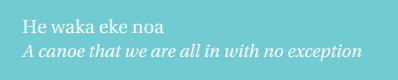 He waka eke noa
A canoe that we are all in with no exception